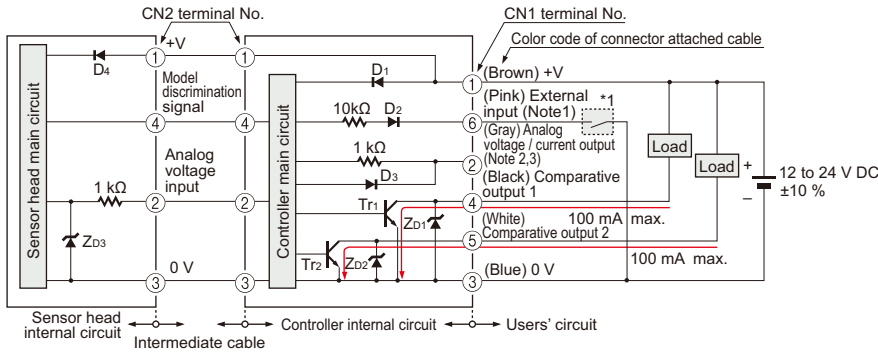 CN2 terminal No.
CN1 terminal No.
Color code of connector attached cable
+V
1
1
D4
D1
1
(Brown) +V
Model
discrimination
signal
(Pink) External
input (Note1)
*1
10kΩ
D2
4
4
6
(Gray) Analog
voltage / current output
(Note 2,3)
Sensor head main circuit
Controller main circuit
Analog
voltage
input
1 kΩ
D3
2
Load
Load
+
–
12 to 24 V DC
±10 %
(Black) Comparative
output 1
1 kΩ
2
2
Tr1
ZD1
4
100 mA max.
(White)
Comparative output 2
ZD3
Tr2
ZD2
5
100 mA max.
0 V
3
3
3
(Blue) 0 V
Sensor head
internal circuit
Intermediate cable
Controller internal circuit
Users' circuit